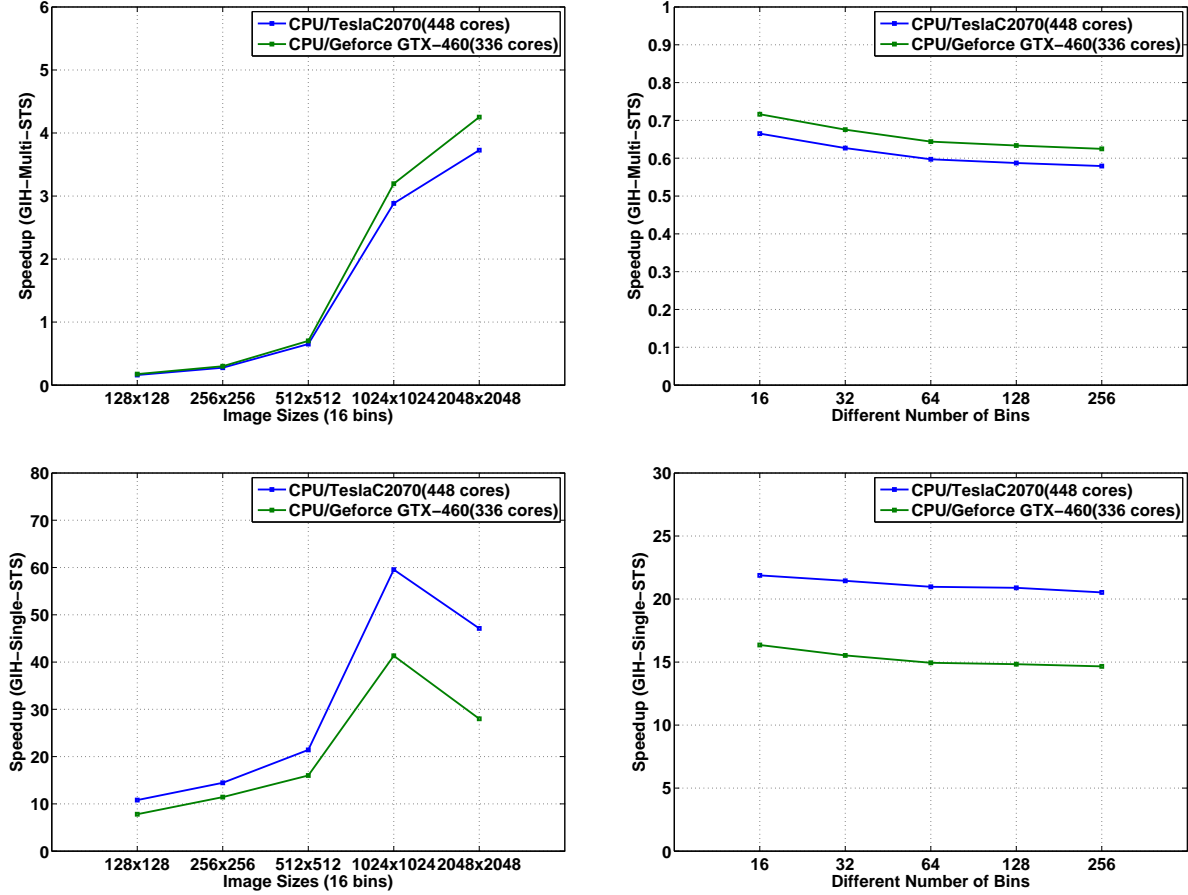 CPU/TeslaC2070(448 cores)
CPU/Geforce GTX−460(336 cores)
Speedup (GIH−Multi−STS)
6
5
4
3
2
1
0
128x128 256x256 512x512 1024x1024 2048x2048
Image Sizes (16 bins)
CPU/TeslaC2070(448 cores)
CPU/Geforce GTX−460(336 cores)
Speedup (GIH−Multi−STS)
1
0.9
0.8
0.7
0.6
0.5
0.4
0.3
0.2
0.1
0
16 32 64 128 256
Different Number of Bins
CPU/TeslaC2070(448 cores)
CPU/Geforce GTX−460(336 cores)
Speedup (GIH−Single−STS)
80
70
60
50
40
30
20
10
0
128x128 256x256 512x512 1024x1024 2048x2048
Image Sizes (16 bins)
CPU/TeslaC2070(448 cores)
CPU/Geforce GTX−460(336 cores)
Speedup (GIH−Single−STS)
30
25
20
15
10
5
0
16 32 64 128 256
Different Number of Bins